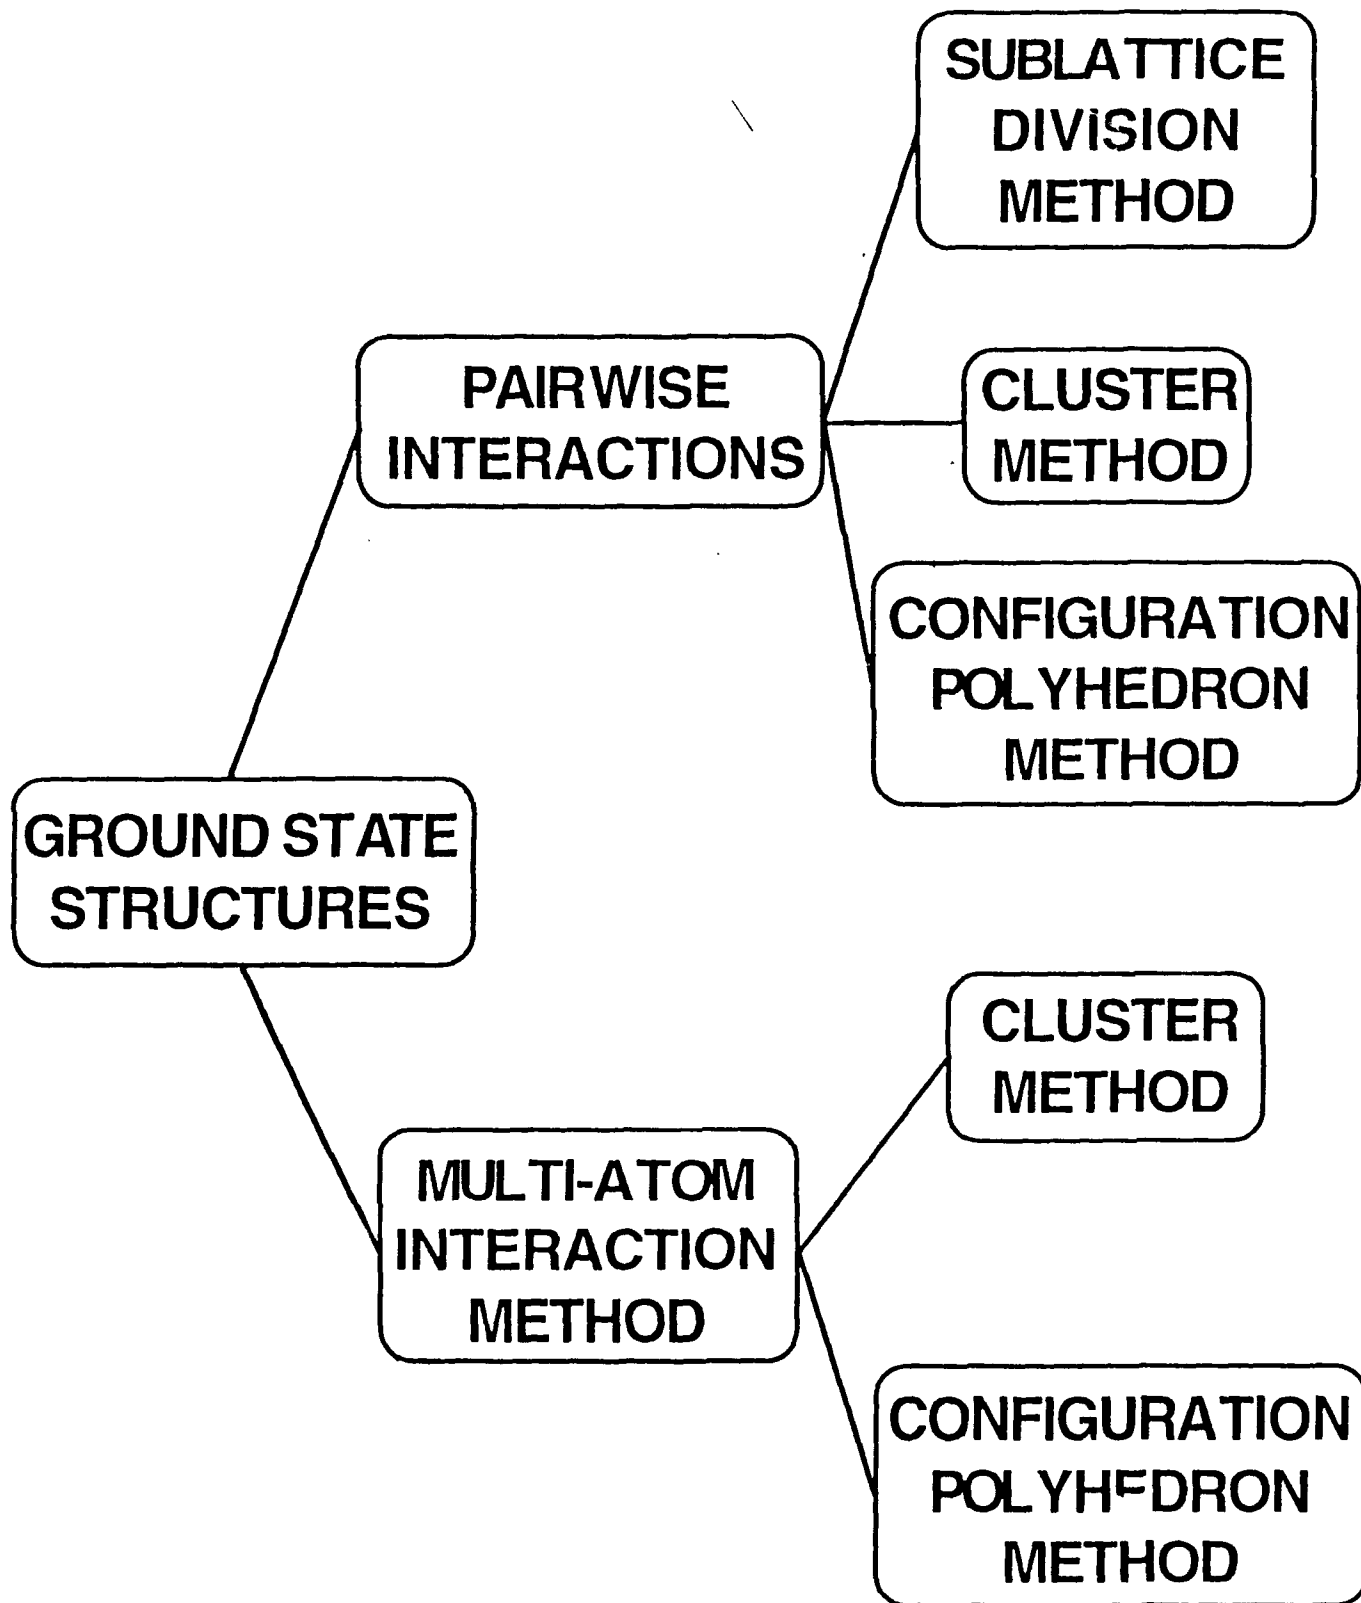 SUBLATTICE
DIVISION
METHOD
PAIRWISE
INTERACTIONS
CLUSTER
METHOD
CONFIGURATION
POLYHEDRON
METHOD
GROUND STATE
STRUCTURES
CLUSTER
METHOD
MULTI-ATOM
INTERACTION
METHOD
CONFIGURATION
POLYHEDRON
METHOD